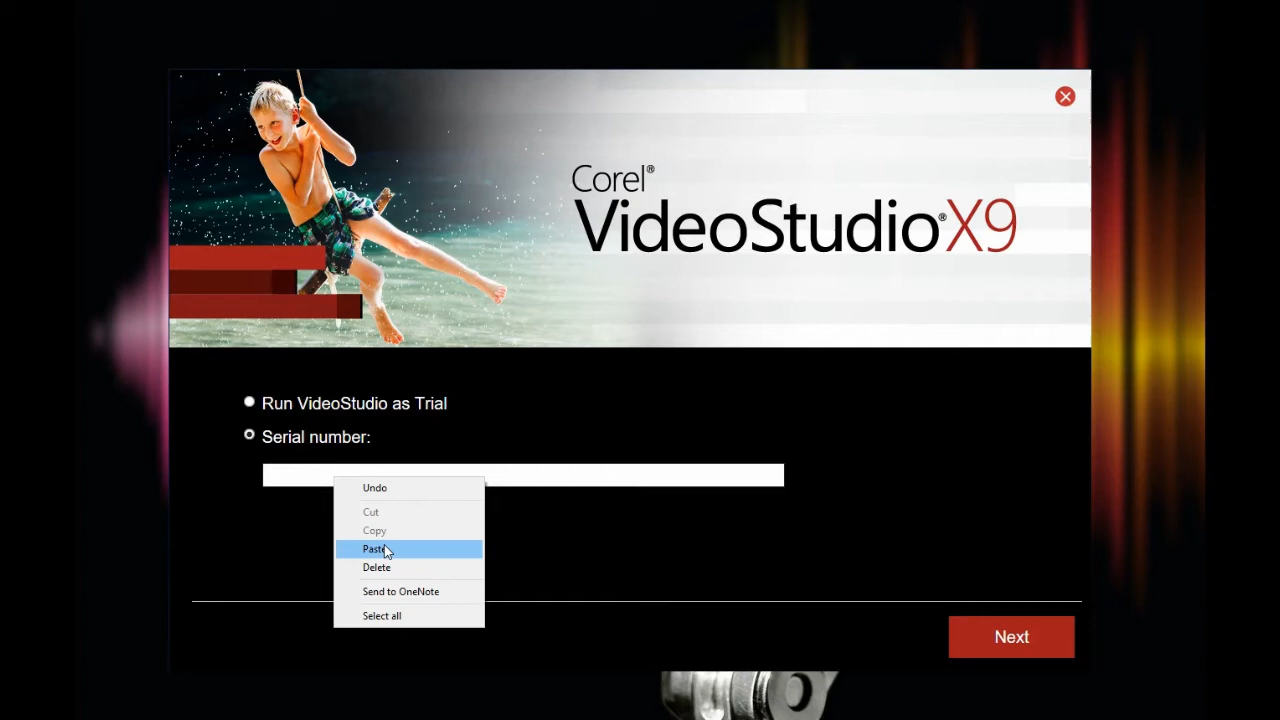 Corel®
VideoStudio®X9
Run VideoStudio as Trial
Serial number:
Undo
Cut
Copy
Paste
Delete
Send to OneNote
Select all
Next